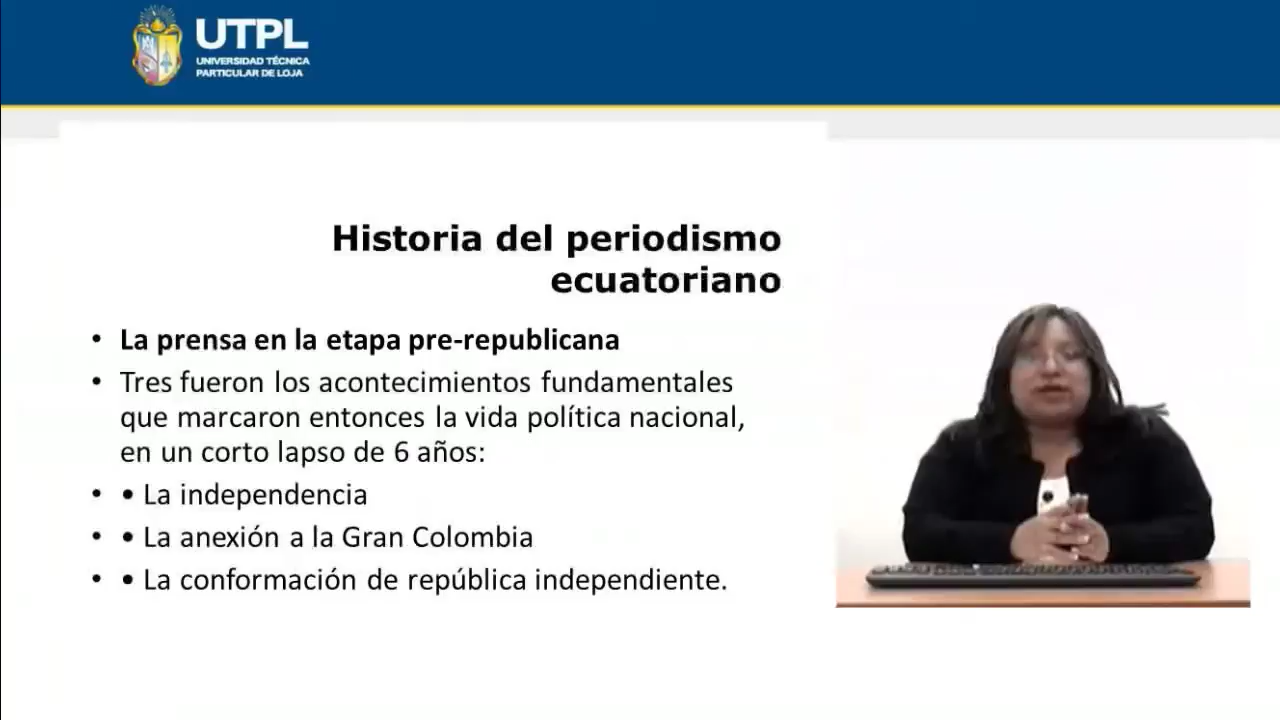 UTPL
UNIVERSIDAD TÉCNICA
PARTICULAR DE LOJA
Historia del periodismo
ecuatoriano
• La prensa en la etapa pre-republicana
• Tres fueron los acontecimientos fundamentales
que marcaron entonces la vida política nacional,
en un corto lapso de 6 años:
• • La independencia
• • La anexión a la Gran Colombia
• • La conformación de república independiente.